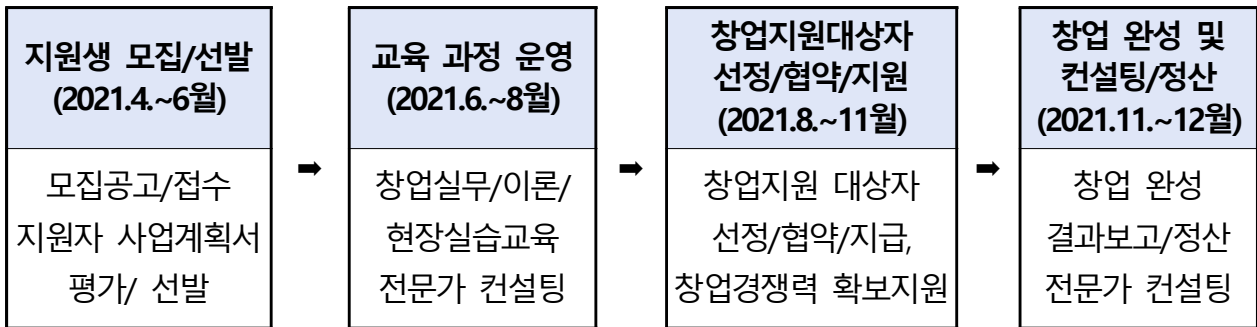 지원생 모집/선발
(2021.4.~6월)
모집공고/접수
지원자 사업계획서
평가/ 선발
➡
교육 과정 운영
(2021.6.~8월)
창업실무/이론/
현장실습교육
전문가 컨설팅
➡
창업지원대상자
선정/협약/지원
(2021.8.~11월)
창업지원 대상자
선정/협약/지급,
창업경쟁력 확보지원
➡
창업 완성 및
컨설팅/정산
(2021.11.~12월)
창업 완성
결과보고/정산
전문가 컨설팅